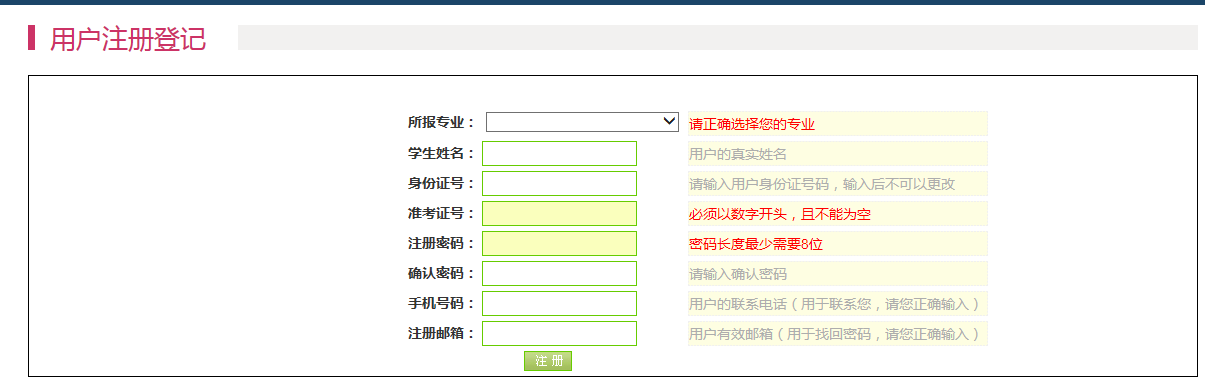 用户注册登记
所报专业： 请正确选择您的专业
学生姓名： 用户的真实姓名
身份证号： 请输入用户身份证号码，输入后不可以更改
准考证号： 必须以数字开头，且不能为空
注册密码： 密码长度最少需要8位
确认密码： 请输入确认密码
手机号码： 用户的联系电话（用于联系您，请您正确输入）
注册邮箱： 用户有效邮箱（用于找回密码，请您正确输入）
注 册